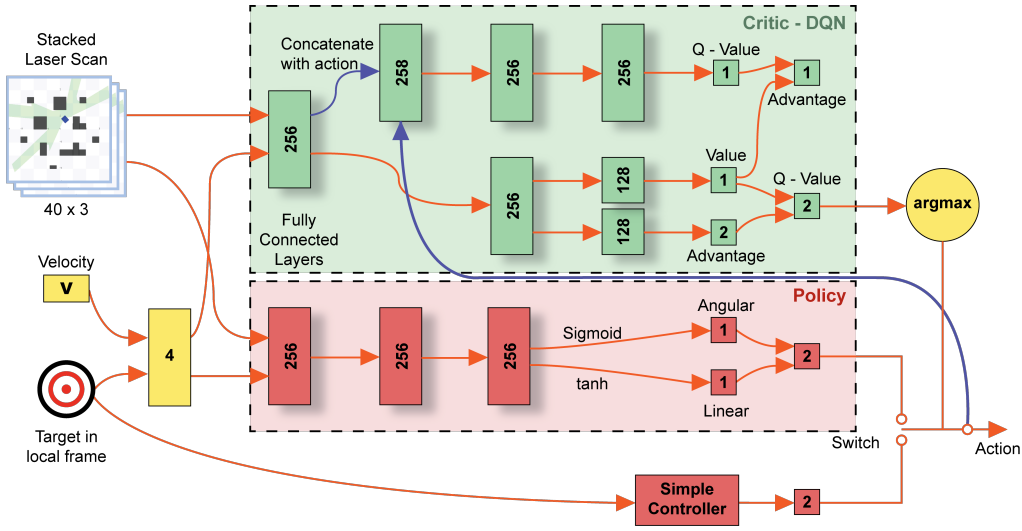 Critic - DQN
Stacked
Laser Scan
40 x 3
Concatenate
with action
256
258
256
256
Q - Value
1
1
Advantage
256
128
128
Value
1
2
Advantage
Q - Value
2
argmax
Fully
Connected
Layers
Velocity
V
4
Target in
local frame
Policy
256
256
256
Sigmoid
tanh
Angular
1
1
Linear
2
Switch
Action
Simple
Controller
2